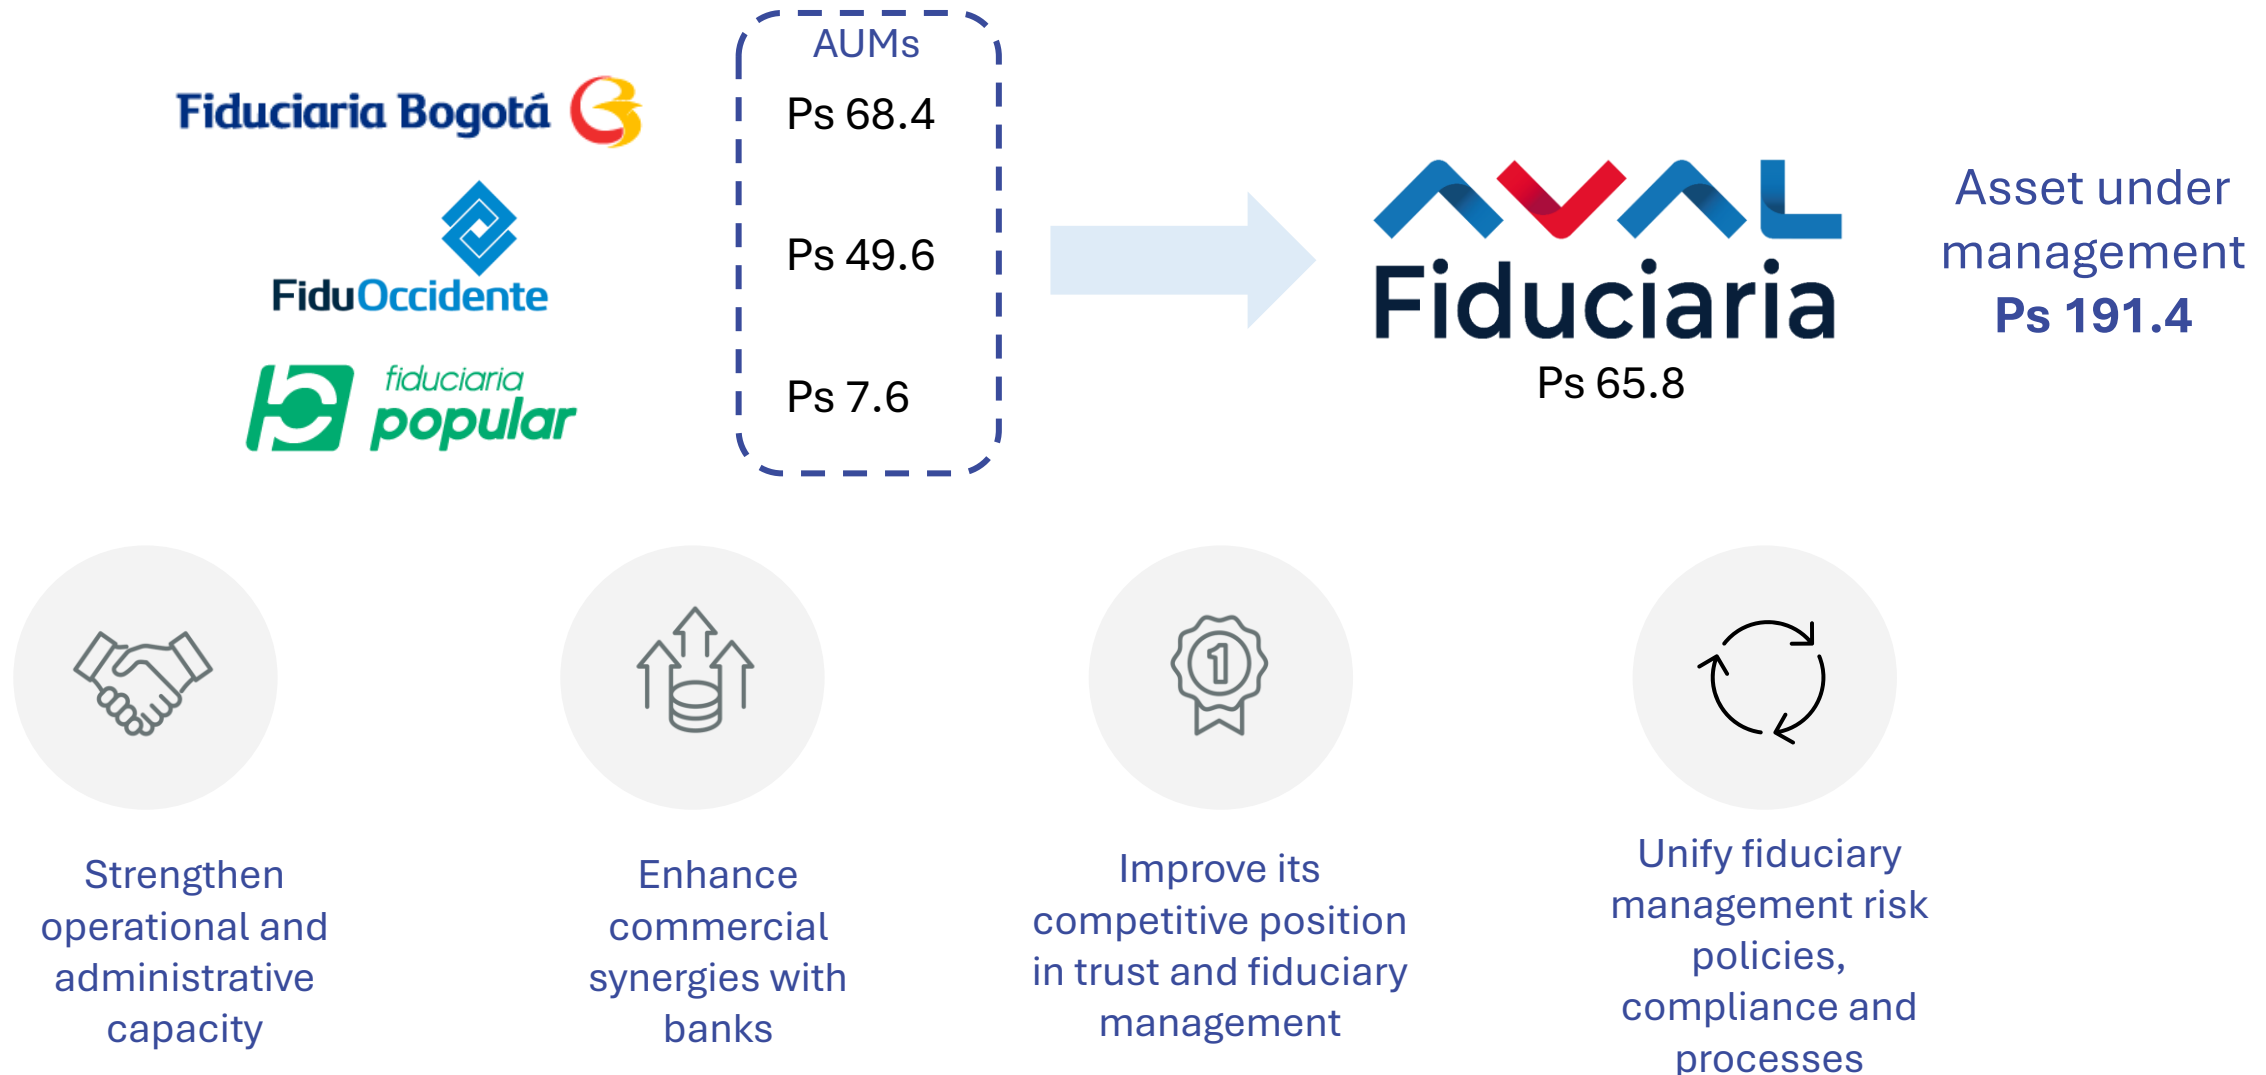 AUMs
Fiduciaria Bogotá
Ps 68.4
FiduOccidente
Ps 49.6
fiduciaria
popular
Ps 7.6
AVAL
Fiduciaria
Ps 65.8
Asset under
management
Ps 191.4
1
Strengthen
operational and
administrative
capacity
Enhance
commercial
synergies with
banks
Improve its
competitive position
in trust and fiduciary
management
Unify fiduciary
management risk
policies,
compliance and
processes